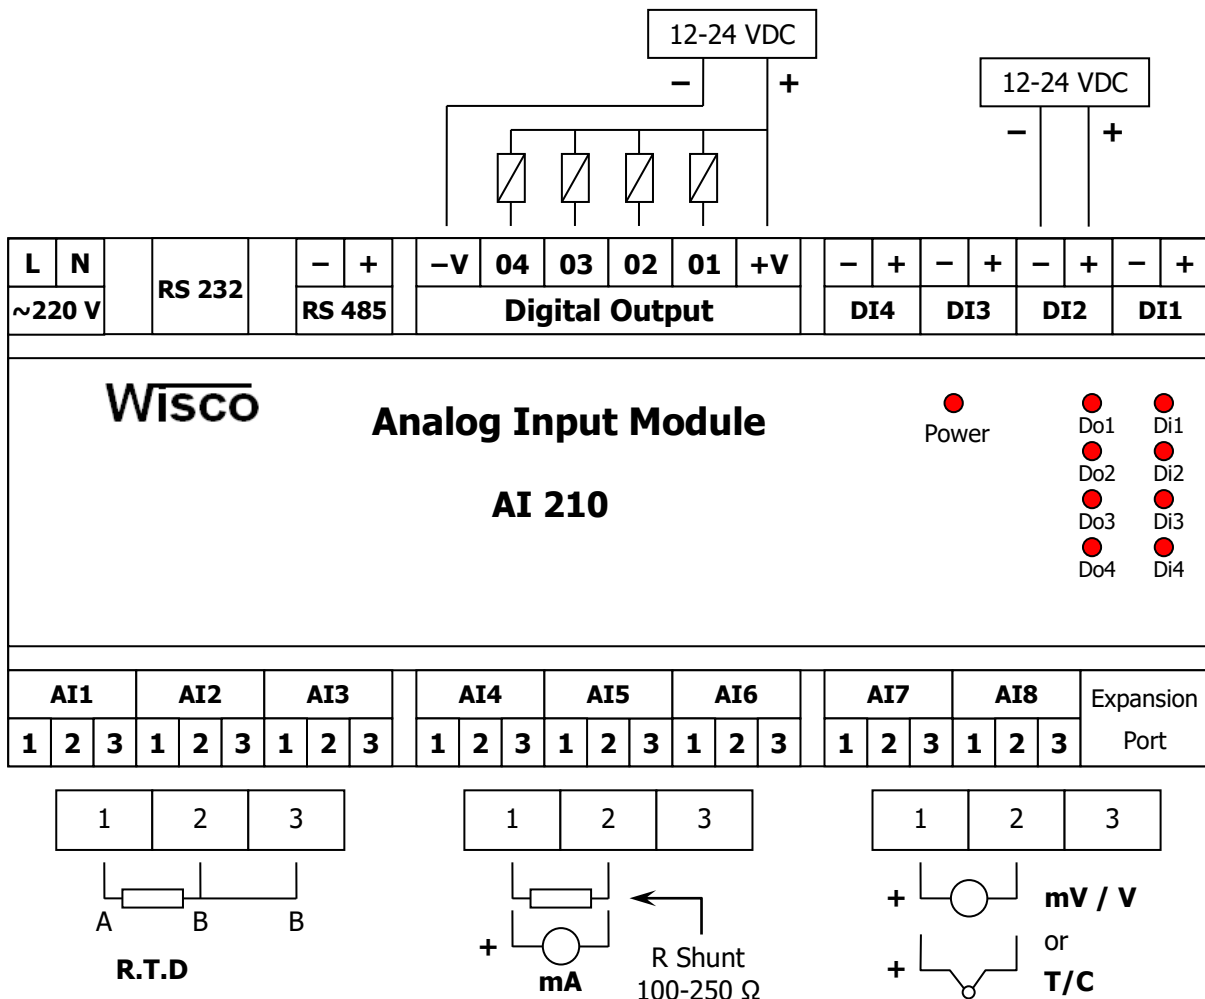 12-24 VDC
12-24 VDC
− +
− +
L N − + −V 04 03 02 01 +V − + − + − + − +
~220 V RS 232 RS 485 Digital Output DI4 DI3 DI2 DI1
Wisco
Analog Input Module
AI 210
Power
Do1 Di1
Do2 Di2
Do3 Di3
Do4 Di4
AI1 AI2 AI3 AI4 AI5 AI6 AI7 AI8
1 2 3 1 2 3 1 2 3 1 2 3 1 2 3 1 2 3 1 2 3 1 2 3
Expansion
Port
1 2 3
A B B
R.T.D
1 2 3
+
mA
R Shunt
100-250 Ω
1 2 3
+ mV / V
or
+ T/C